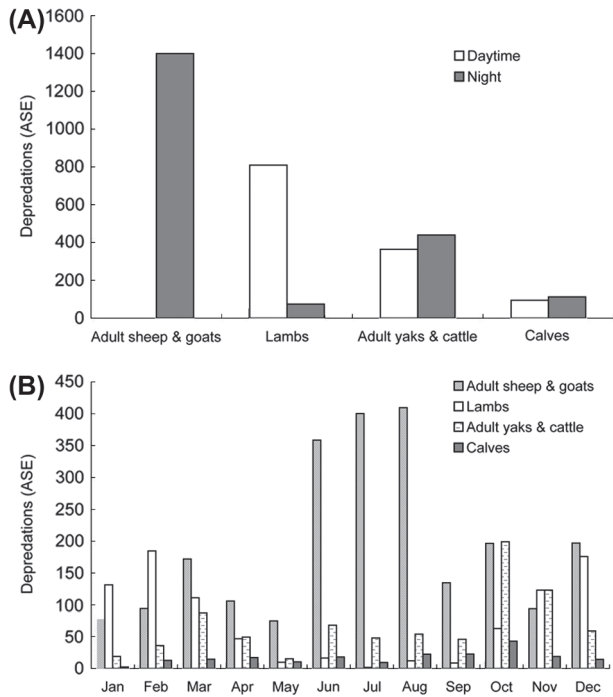 (A)
1600
1400
1200
1000
800
600
400
200
0
Depredations (ASE)
Daytime
Night
Adult sheep & goats Lambs Adult yaks & cattle Calves
(B)
450
400
350
300
250
200
150
100
50
0
Depredations (ASE)
Adult sheep & goats
Lambs
Adult yaks & cattle
Calves
Jan Feb Mar Apr May Jun Jul Aug Sep Oct Nov Dec